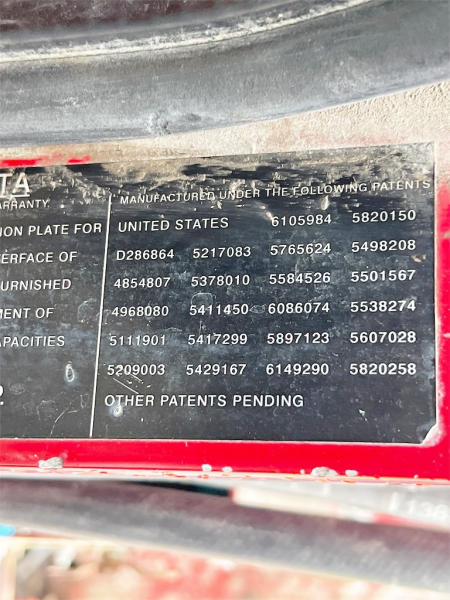 TA
ARRANTY
ION PLATE FOR
ERFACE OF
URNISHED
MENT OF
APACITIES
2
MANUFACTURED UNDER THE FOLLOWING PATENTS
UNITED STATES 6105984 5820150
D286864 5217083 5765624 5498208
4854807 5378010 5584526 5501567
4968080 5411450 6086074 5538274
5111901 5417299 5897123 5607028
5209003 5429167 6149290 5820258
OTHER PATENTS PENDING